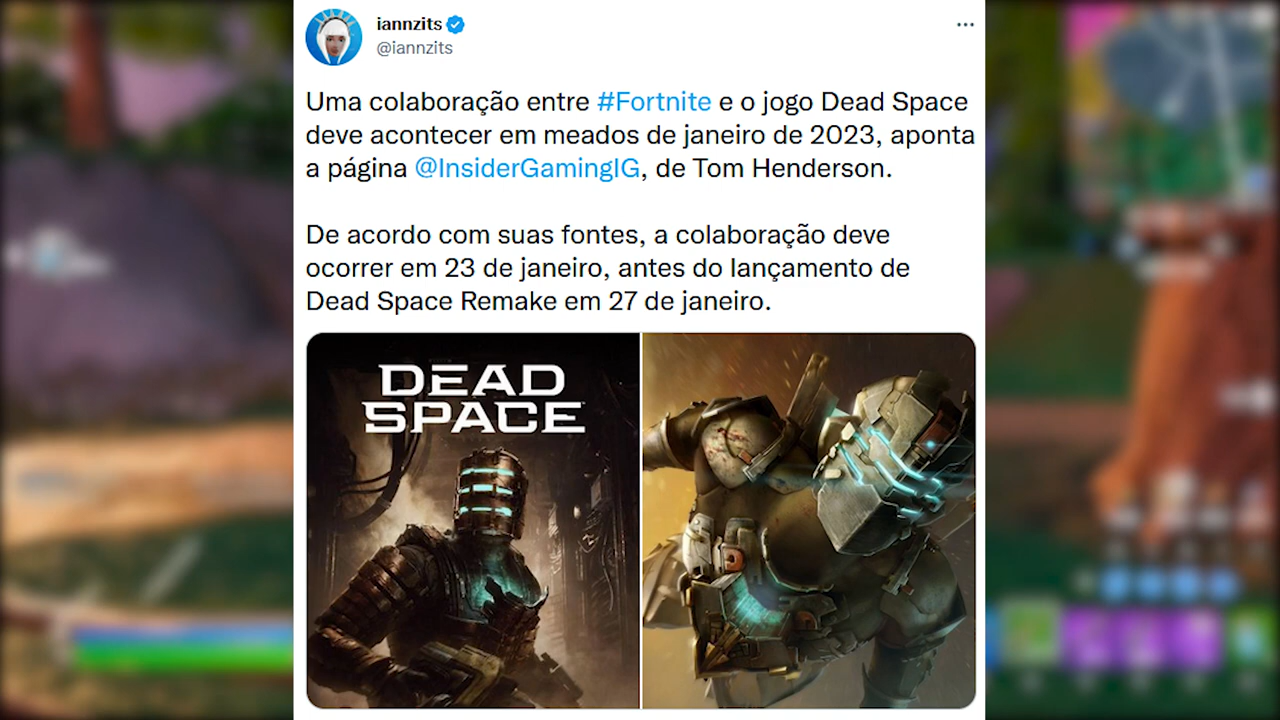 iannzits
@iannzits
Uma colaboração entre #Fortnite e o jogo Dead Space
deve acontecer em meados de janeiro de 2023, aponta
a página @InsiderGamingIG, de Tom Henderson.
De acordo com suas fontes, a colaboração deve
ocorrer em 23 de janeiro, antes do lançamento de
Dead Space Remake em 27 de janeiro.
DEAD
SPACE